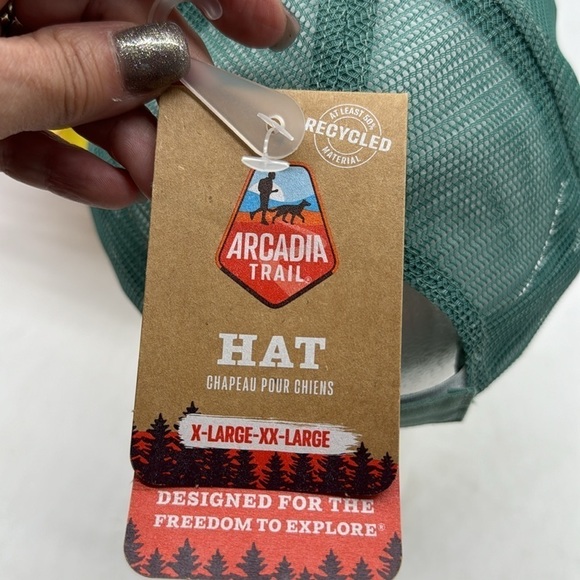 AT LEAST 50%
RECYCLED
MATERIAL
ARCADIA
TRAIL®
HAT
CHAPEAU POUR CHIENS
X-LARGE-XX-LARGE
DESIGNED FOR THE
FREEDOM TO EXPLORE®